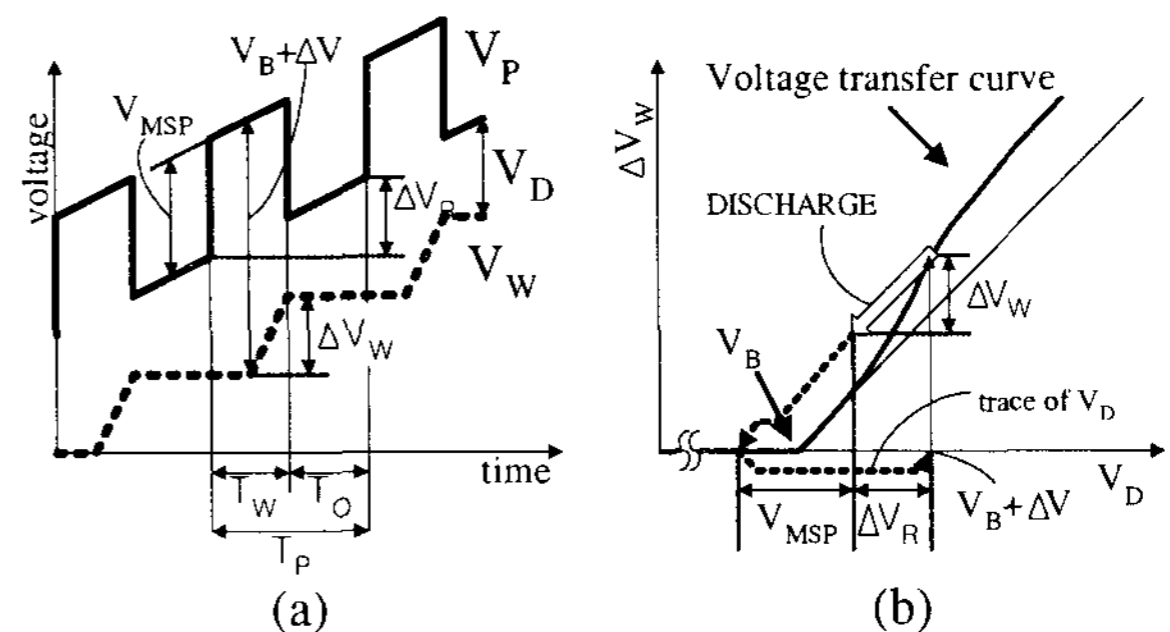 voltage
V_MSP
V_B+ΔV
V_P
V_D
ΔV_R
V_W
ΔV_W
time
T_W
T_O
T_P
(a)
ΔV_W
Voltage transfer curve
DISCHARGE
ΔV_W
V_B
trace of V_D
V_MSP
ΔV_R
V_B+ΔV
V_D
(b)